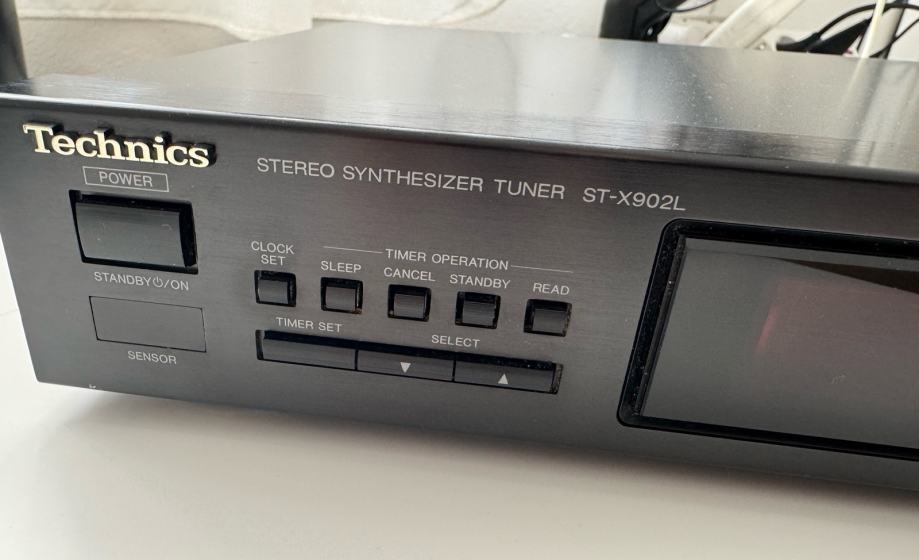 Technics
POWER
STEREO SYNTHESIZER TUNER ST-X902L
STANDBY⏻/ON
SENSOR
CLOCK
SET
TIMER OPERATION
SLEEP
CANCEL
STANDBY
READ
TIMER SET
SELECT
▼
▲